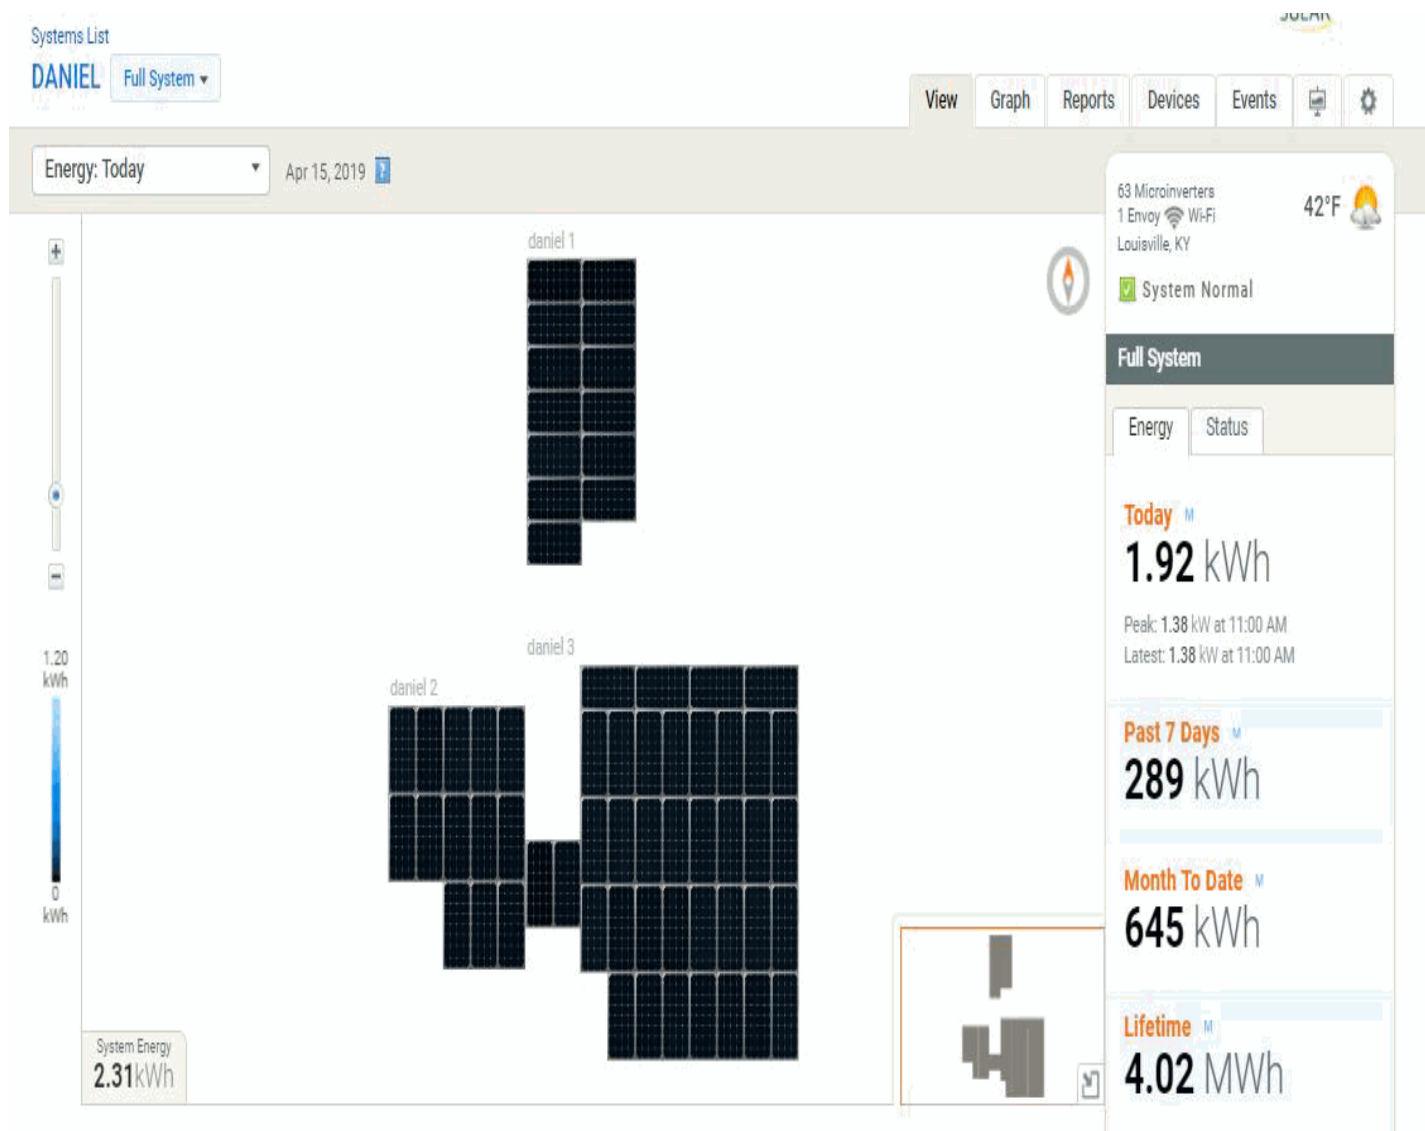 SOLAR
Systems List
DANIEL Full System
View Graph Reports Devices Events
Energy: Today Apr 15, 2019 ?
63 Microinverters
1 Envoy Wi-Fi
Louisville, KY
42°F
System Normal
Full System
Energy Status
Today M
1.92 kWh
Peak: 1.38 kW at 11:00 AM
Latest: 1.38 kW at 11:00 AM
Past 7 Days M
289 kWh
Month To Date M
645 kWh
Lifetime M
4.02 MWh
daniel 1
daniel 3
daniel 2
1.20
kWh
0
kWh
System Energy
2.31kWh